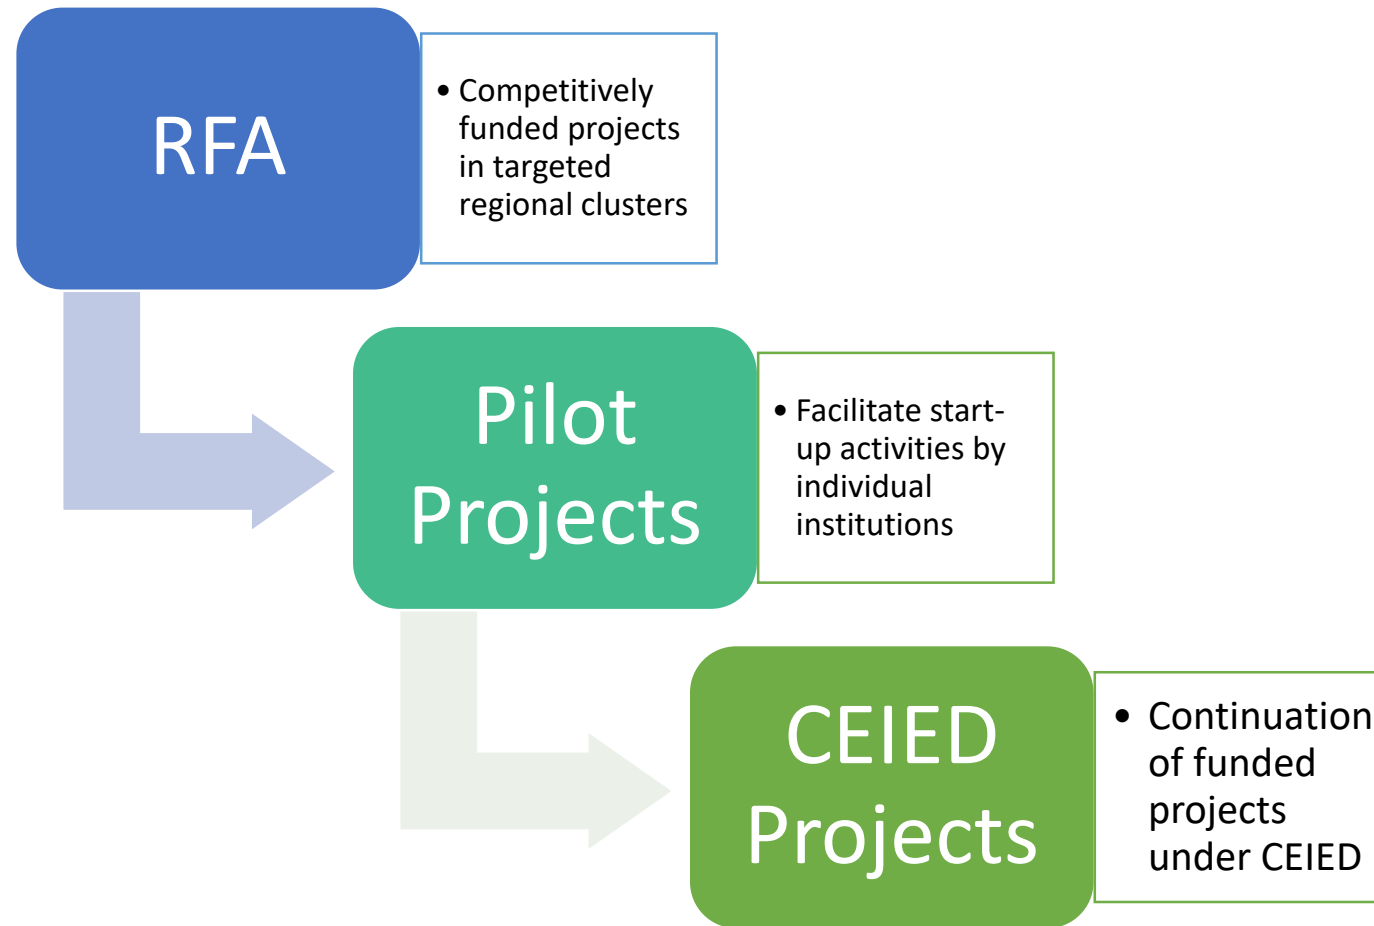 RFA
• Competitively
funded projects
in targeted
regional clusters
Pilot
Projects
• Facilitate start-
up activities by
individual
institutions
CEIED
Projects
• Continuation
of funded
projects
under CEIED